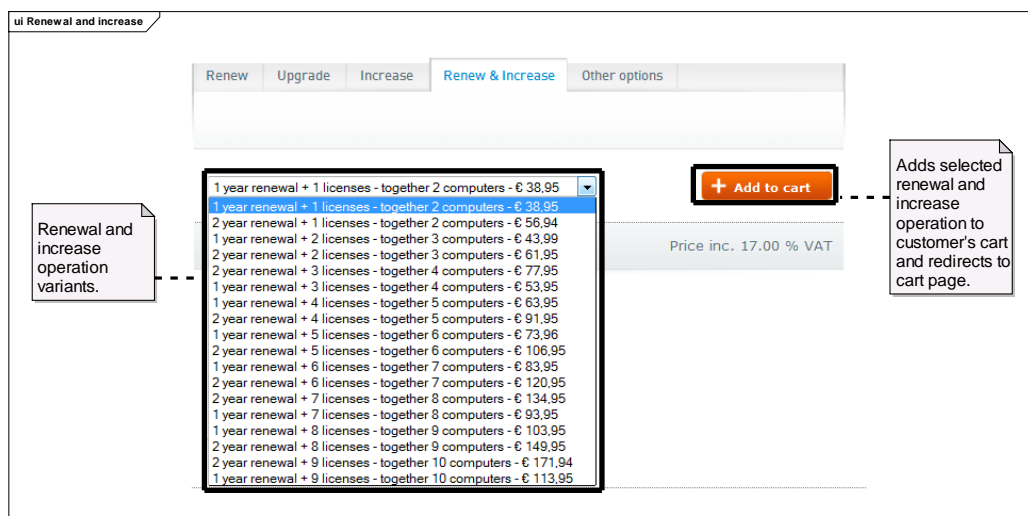 ui Renewal and increase
Renew Upgrade Increase Renew & Increase Other options
1 year renewal + 1 licenses - together 2 computers - € 38,95
+ Add to cart
1 year renewal + 1 licenses - together 2 computers - € 38,95
2 year renewal + 1 licenses - together 2 computers - € 56,94
1 year renewal + 2 licenses - together 3 computers - € 43,99
2 year renewal + 2 licenses - together 3 computers - € 61,95
2 year renewal + 3 licenses - together 4 computers - € 77,95
1 year renewal + 3 licenses - together 4 computers - € 53,95
1 year renewal + 4 licenses - together 5 computers - € 63,95
2 year renewal + 4 licenses - together 5 computers - € 91,95
1 year renewal + 5 licenses - together 6 computers - € 73,96
2 year renewal + 5 licenses - together 6 computers - € 106,95
1 year renewal + 6 licenses - together 7 computers - € 83,95
2 year renewal + 6 licenses - together 7 computers - € 120,95
2 year renewal + 7 licenses - together 8 computers - € 134,95
1 year renewal + 7 licenses - together 8 computers - € 93,95
1 year renewal + 8 licenses - together 9 computers - € 103,95
2 year renewal + 8 licenses - together 9 computers - € 149,95
2 year renewal + 9 licenses - together 10 computers - € 171,94
1 year renewal + 9 licenses - together 10 computers - € 113,95
Price inc. 17.00 % VAT
Renewal and
increase
operation
variants.
Adds selected
renewal and
increase
operation to
customer's cart
and redirects to
cart page.